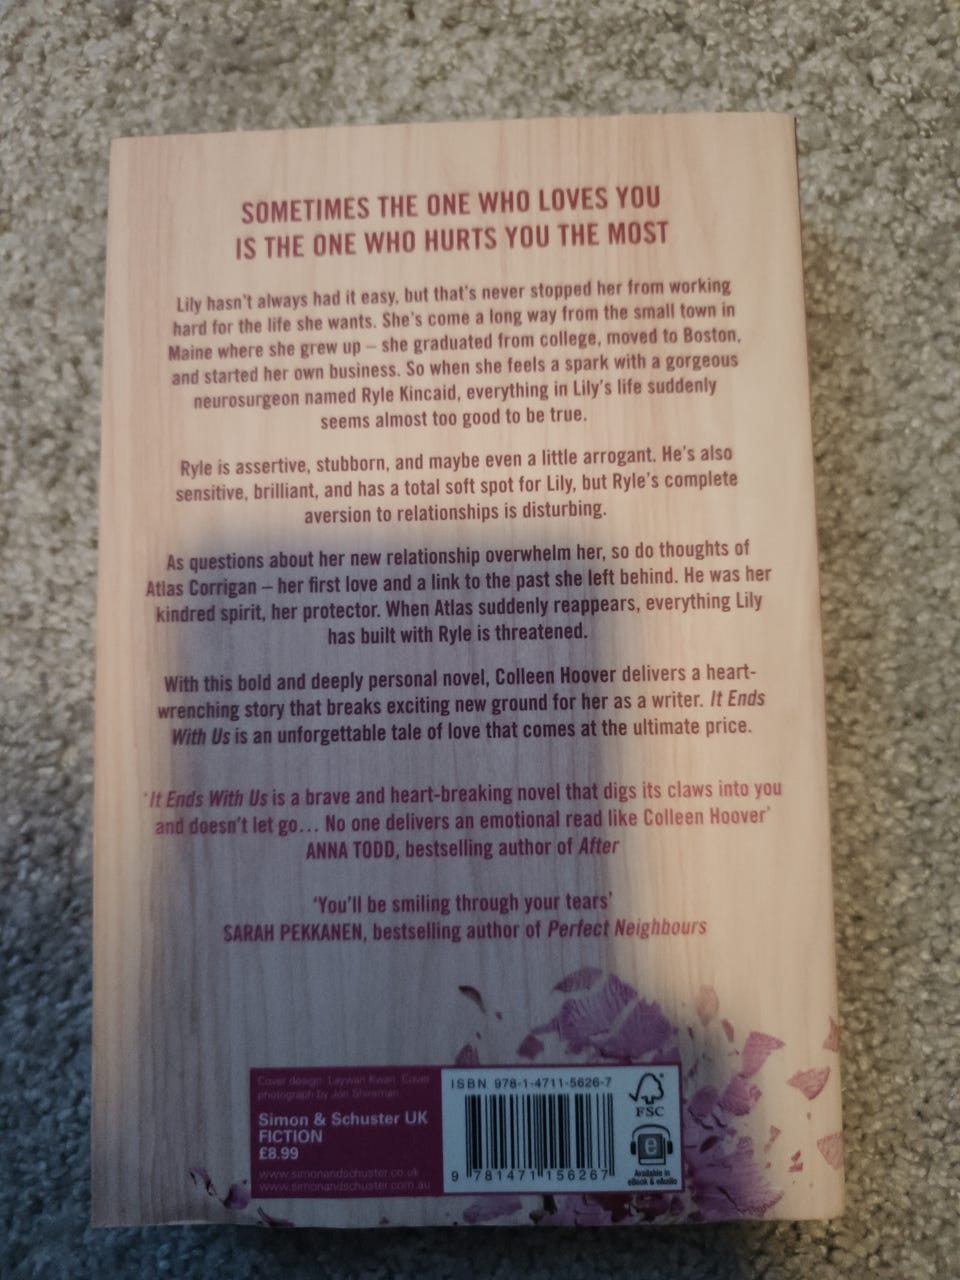 SOMETIMES THE ONE WHO LOVES YOU
IS THE ONE WHO HURTS YOU THE MOST
Lily hasn't always had it easy, but that's never stopped her from working
hard for the life she wants. She's come a long way from the small town in
Maine where she grew up – she graduated from college, moved to Boston,
and started her own business. So when she feels a spark with a gorgeous
neurosurgeon named Ryle Kincaid, everything in Lily's life suddenly
seems almost too good to be true.
Ryle is assertive, stubborn, and maybe even a little arrogant. He's also
sensitive, brilliant, and has a total soft spot for Lily, but Ryle's complete
aversion to relationships is disturbing.
As questions about her new relationship overwhelm her, so do thoughts of
Atlas Corrigan – her first love and a link to the past she left behind. He was her
kindred spirit, her protector. When Atlas suddenly reappears, everything Lily
has built with Ryle is threatened.
With this bold and deeply personal novel, Colleen Hoover delivers a heart-
wrenching story that breaks exciting new ground for her as a writer. It Ends
With Us is an unforgettable tale of love that comes at the ultimate price.
'It Ends With Us is a brave and heart-breaking novel that digs its claws into you
and doesn't let go… No one delivers an emotional read like Colleen Hoover'
ANNA TODD, bestselling author of After
'You'll be smiling through your tears'
SARAH PEKKANEN, bestselling author of Perfect Neighbours
Cover design: Laywan Kwan. Cover
photograph by Jon Shireman
Simon & Schuster UK
FICTION
£8.99
www.simonandschuster.co.uk
www.simonandschuster.com.au
ISBN 978-1-4711-5626-7
9 781471 156267
FSC
e
Available in
eBook & eAudio